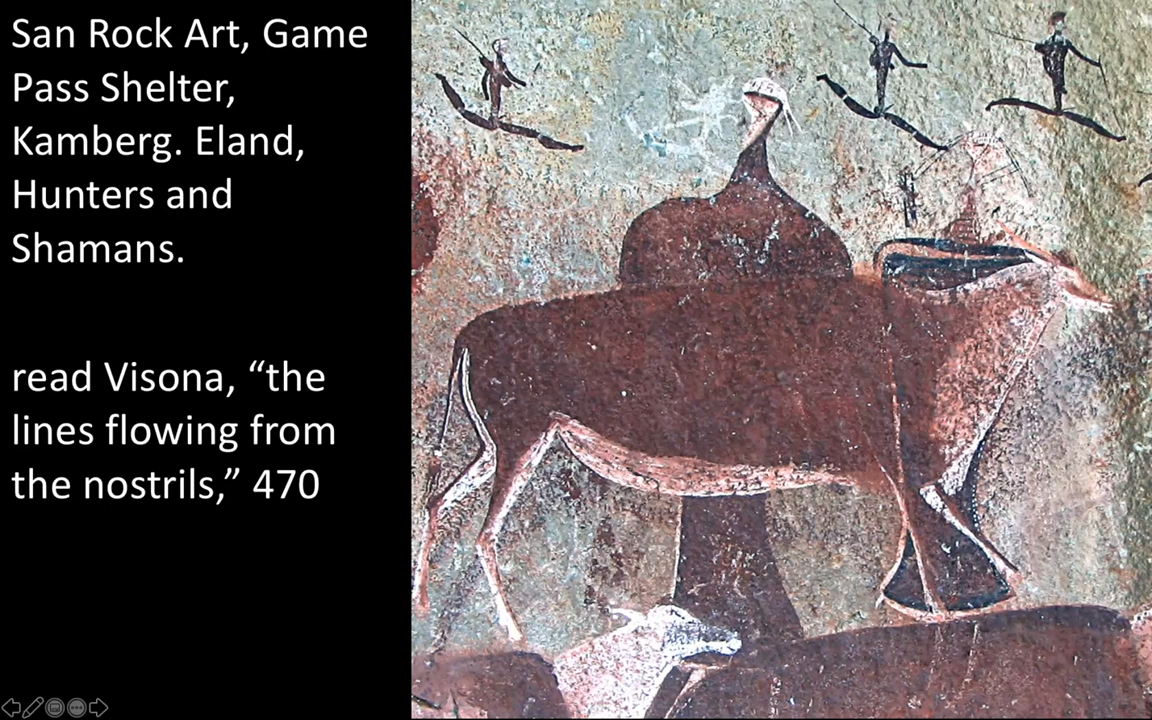 San Rock Art, Game
Pass Shelter,
Kamberg. Eland,
Hunters and
Shamans.
read Visona, “the
lines flowing from
the nostrils,” 470